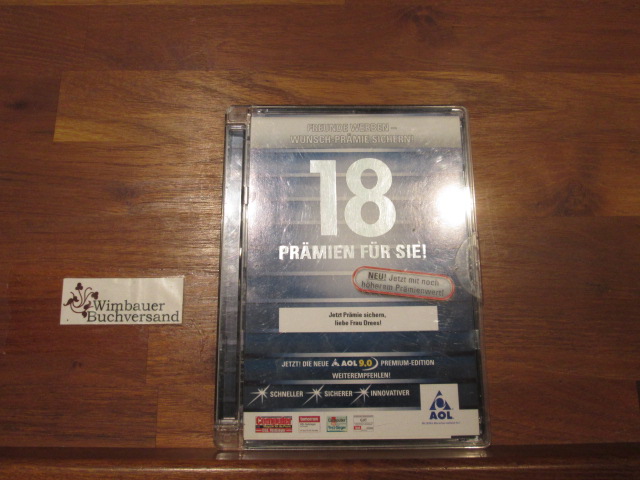 FREUNDE WERBEN –
WUNSCH-PRÄMIE SICHERN!
18
PRÄMIEN FÜR SIE!
NEU! Jetzt mit noch
höherem Prämienwert!
Wimbauer
Buchversand
Jetzt Prämie sichern,
liebe Frau Drees!
JETZT! DIE NEUE AOL 9.0 PREMIUM-EDITION
WEITEREMPFEHLEN!
SCHNELLER SICHERER INNOVATIVER
AOL
Computer